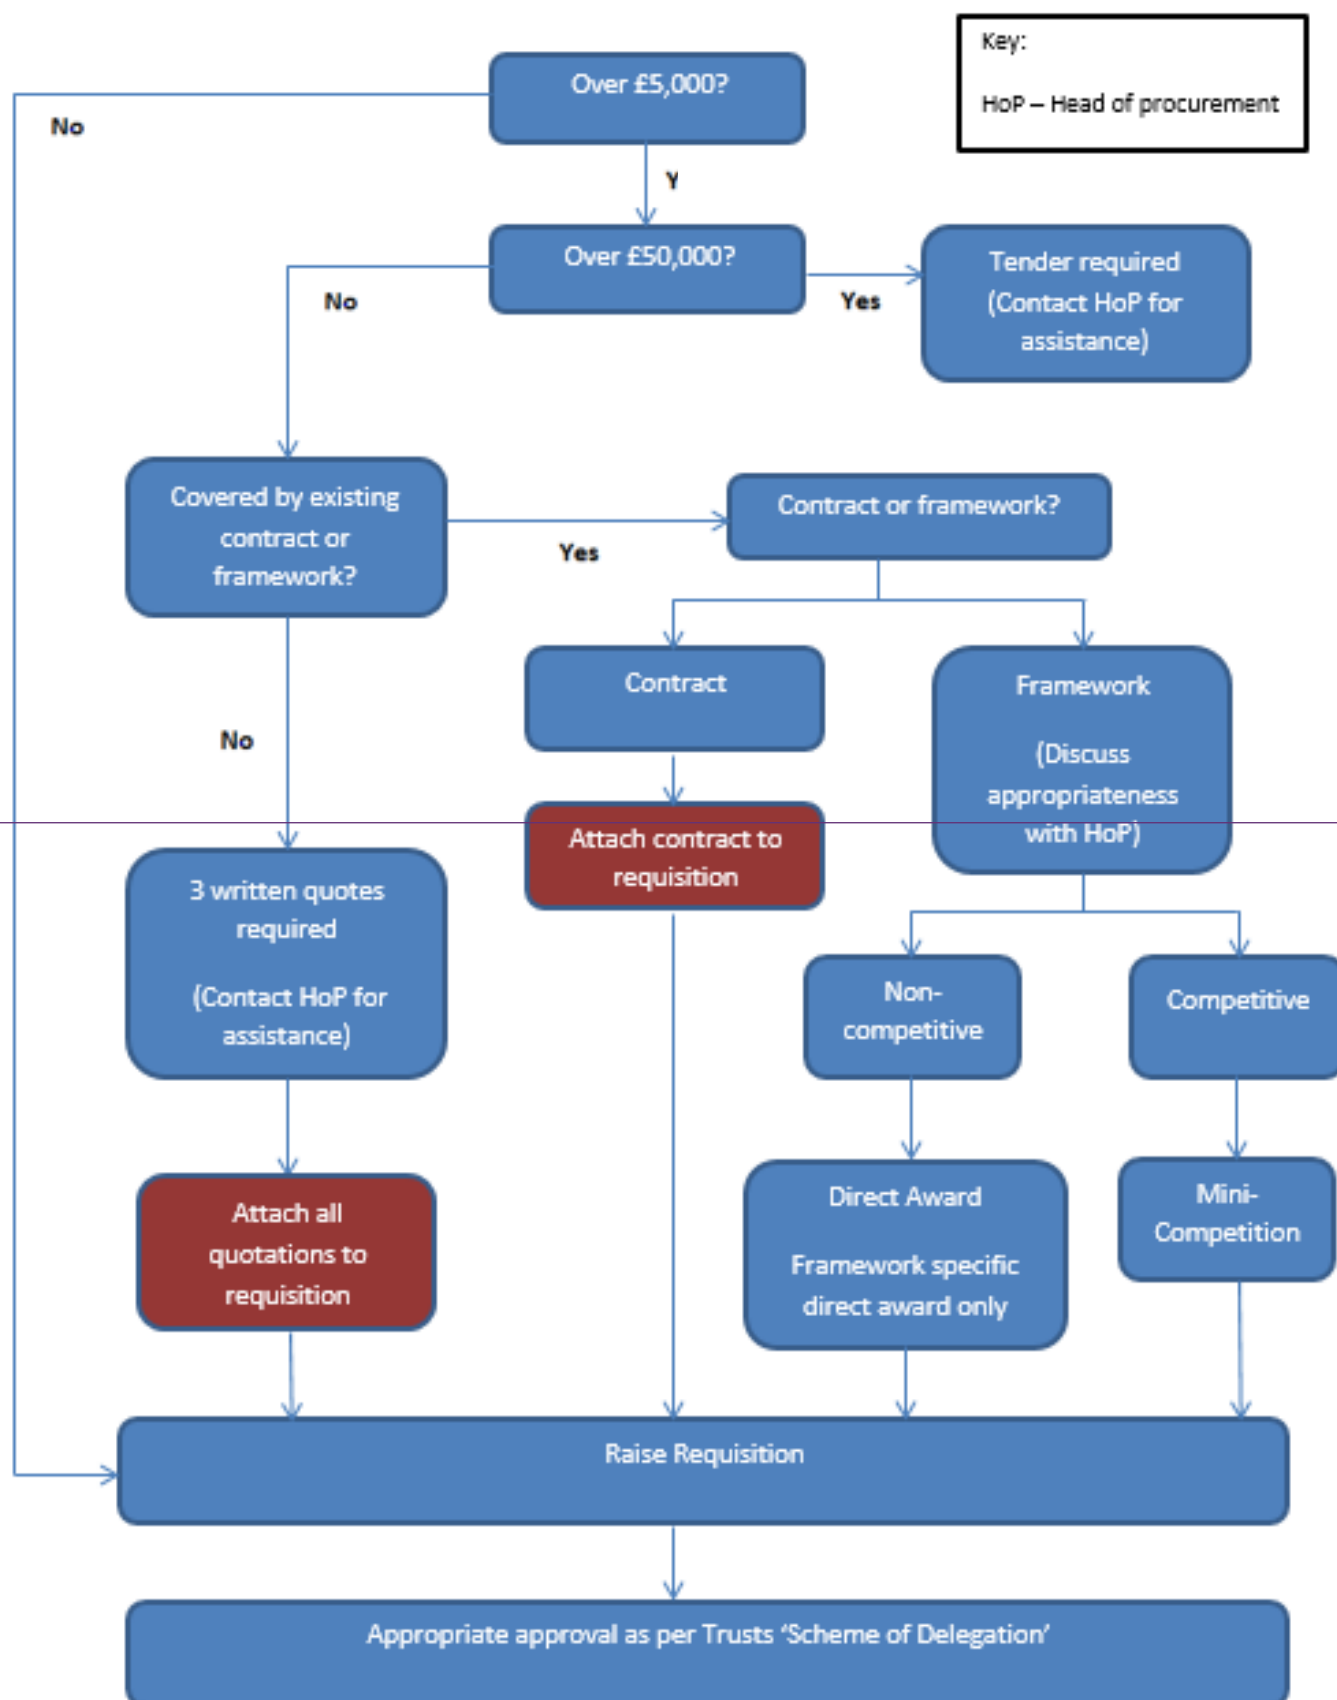 Key:
HoP – Head of procurement
Over £5,000?
No
Y
Over £50,000?
No
Yes
Tender required
(Contact HoP for
assistance)
Covered by existing
contract or
framework?
Yes
Contract or framework?
Contract
Framework
(Discuss
appropriateness
with HoP)
No
Attach contract to
requisition
3 written quotes
required
(Contact HoP for
assistance)
Non-
competitive
Competitive
Attach all
quotations to
requisition
Direct Award
Framework specific
direct award only
Mini-
Competition
Raise Requisition
Appropriate approval as per Trusts ‘Scheme of Delegation’